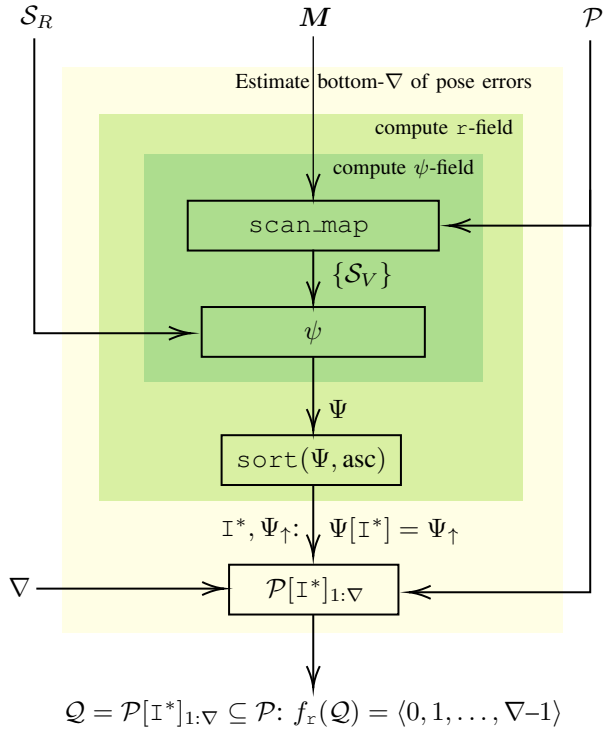 𝒮_R 𝑴 𝒫
Estimate bottom-∇ of pose errors
compute r-field
compute ψ-field
scan_map
{𝒮_V}
ψ
Ψ
sort(Ψ, asc)
I*, Ψ↑: Ψ[I*] = Ψ↑
∇ 𝒫[I*]_{1:∇}
𝒬 = 𝒫[I*]_{1:∇} ⊆ 𝒫: f_r(𝒬) = ⟨0, 1, …, ∇–1⟩